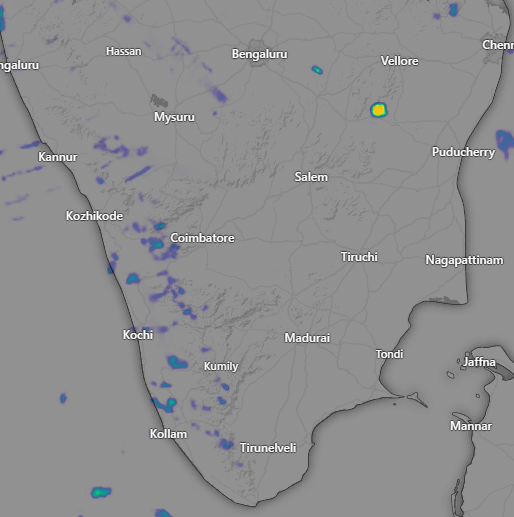 Hassan
Bengaluru
Chenn
ngaluru
Vellore
Mysuru
Kannur
Puducherry
Salem
Kozhikode
Coimbatore
Tiruchi
Nagapattinam
Kochi
Madurai
Tondi
Kumily
Jaffna
Kollam
Mannar
Tirunelveli